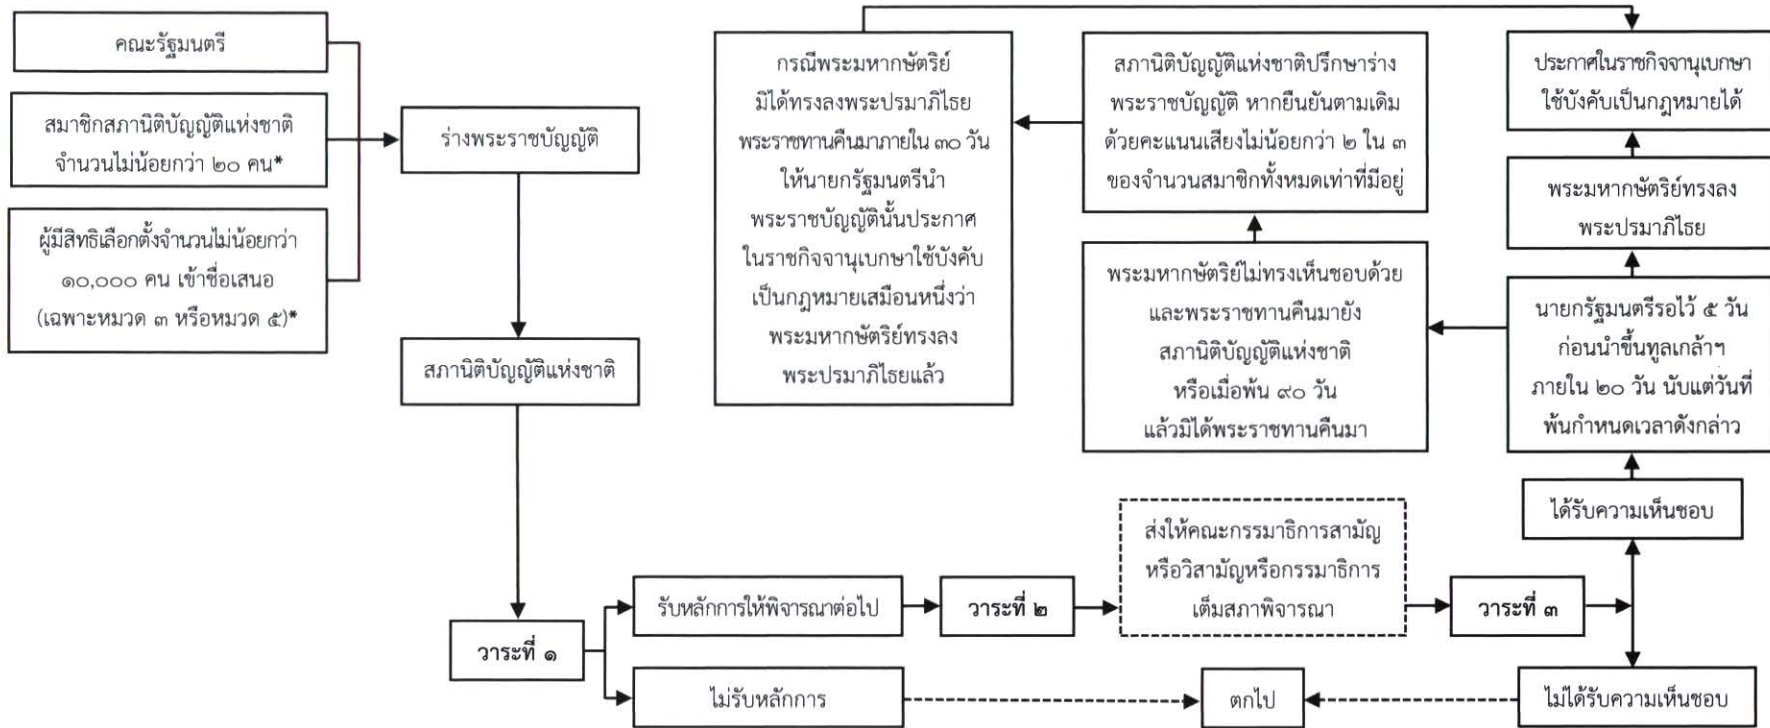 คณะรัฐมนตรี
สมาชิกสภานิติบัญญัติแห่งชาติ
จำนวนไม่น้อยกว่า ๒๐ คน*
ผู้มีสิทธิเลือกตั้งจำนวนไม่น้อยกว่า
๑๐,๐๐๐ คน เข้าชื่อเสนอ
(เฉพาะหมวด ๓ หรือหมวด ๕)*
ร่างพระราชบัญญัติ
สภานิติบัญญัติแห่งชาติ
วาระที่ ๑
รับหลักการให้พิจารณาต่อไป
ไม่รับหลักการ
วาระที่ ๒
ส่งให้คณะกรรมาธิการสามัญ
หรือวิสามัญหรือกรรมาธิการ
เต็มสภาพิจารณา
วาระที่ ๓
ตกไป
ไม่ได้รับความเห็นชอบ
ได้รับความเห็นชอบ
นายกรัฐมนตรีรอไว้ ๕ วัน
ก่อนนำขึ้นทูลเกล้าฯ
ภายใน ๒๐ วัน นับแต่วันที่
พ้นกำหนดเวลาดังกล่าว
พระมหากษัตริย์ทรงลง
พระปรมาภิไธย
ประกาศในราชกิจจานุเบกษา
ใช้บังคับเป็นกฎหมายได้
พระมหากษัตริย์ไม่ทรงเห็นชอบด้วย
และพระราชทานคืนมายัง
สภานิติบัญญัติแห่งชาติ
หรือเมื่อพ้น ๙๐ วัน
แล้วมิได้พระราชทานคืนมา
สภานิติบัญญัติแห่งชาติปรึกษาร่าง
พระราชบัญญัติ หากยืนยันตามเดิม
ด้วยคะแนนเสียงไม่น้อยกว่า ๒ ใน ๓
ของจำนวนสมาชิกทั้งหมดเท่าที่มีอยู่
กรณีพระมหากษัตริย์
มิได้ทรงลงพระปรมาภิไธย
พระราชทานคืนมาภายใน ๓๐ วัน
ให้นายกรัฐมนตรีนำ
พระราชบัญญัตินั้นประกาศ
ในราชกิจจานุเบกษาใช้บังคับ
เป็นกฎหมายเสมือนหนึ่งว่า
พระมหากษัตริย์ทรงลง
พระปรมาภิไธยแล้ว